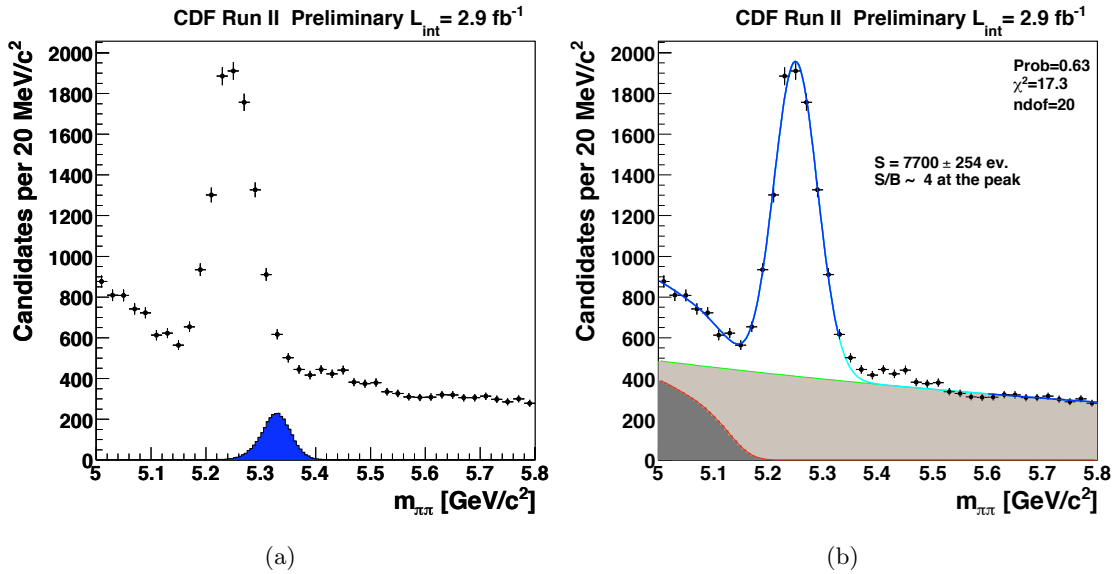 CDF Run II Preliminary L_int = 2.9 fb⁻¹
Candidates per 20 MeV/c²
2000
1800
1600
1400
1200
1000
800
600
400
200
0
5 5.1 5.2 5.3 5.4 5.5 5.6 5.7 5.8
m_ππ [GeV/c²]
(a)
CDF Run II Preliminary L_int = 2.9 fb⁻¹
Candidates per 20 MeV/c²
2000
1800
1600
1400
1200
1000
800
600
400
200
0
Prob=0.63
χ²=17.3
ndof=20
S = 7700 ± 254 ev.
S/B ~ 4 at the peak
5 5.1 5.2 5.3 5.4 5.5 5.6 5.7 5.8
m_ππ [GeV/c²]
(b)